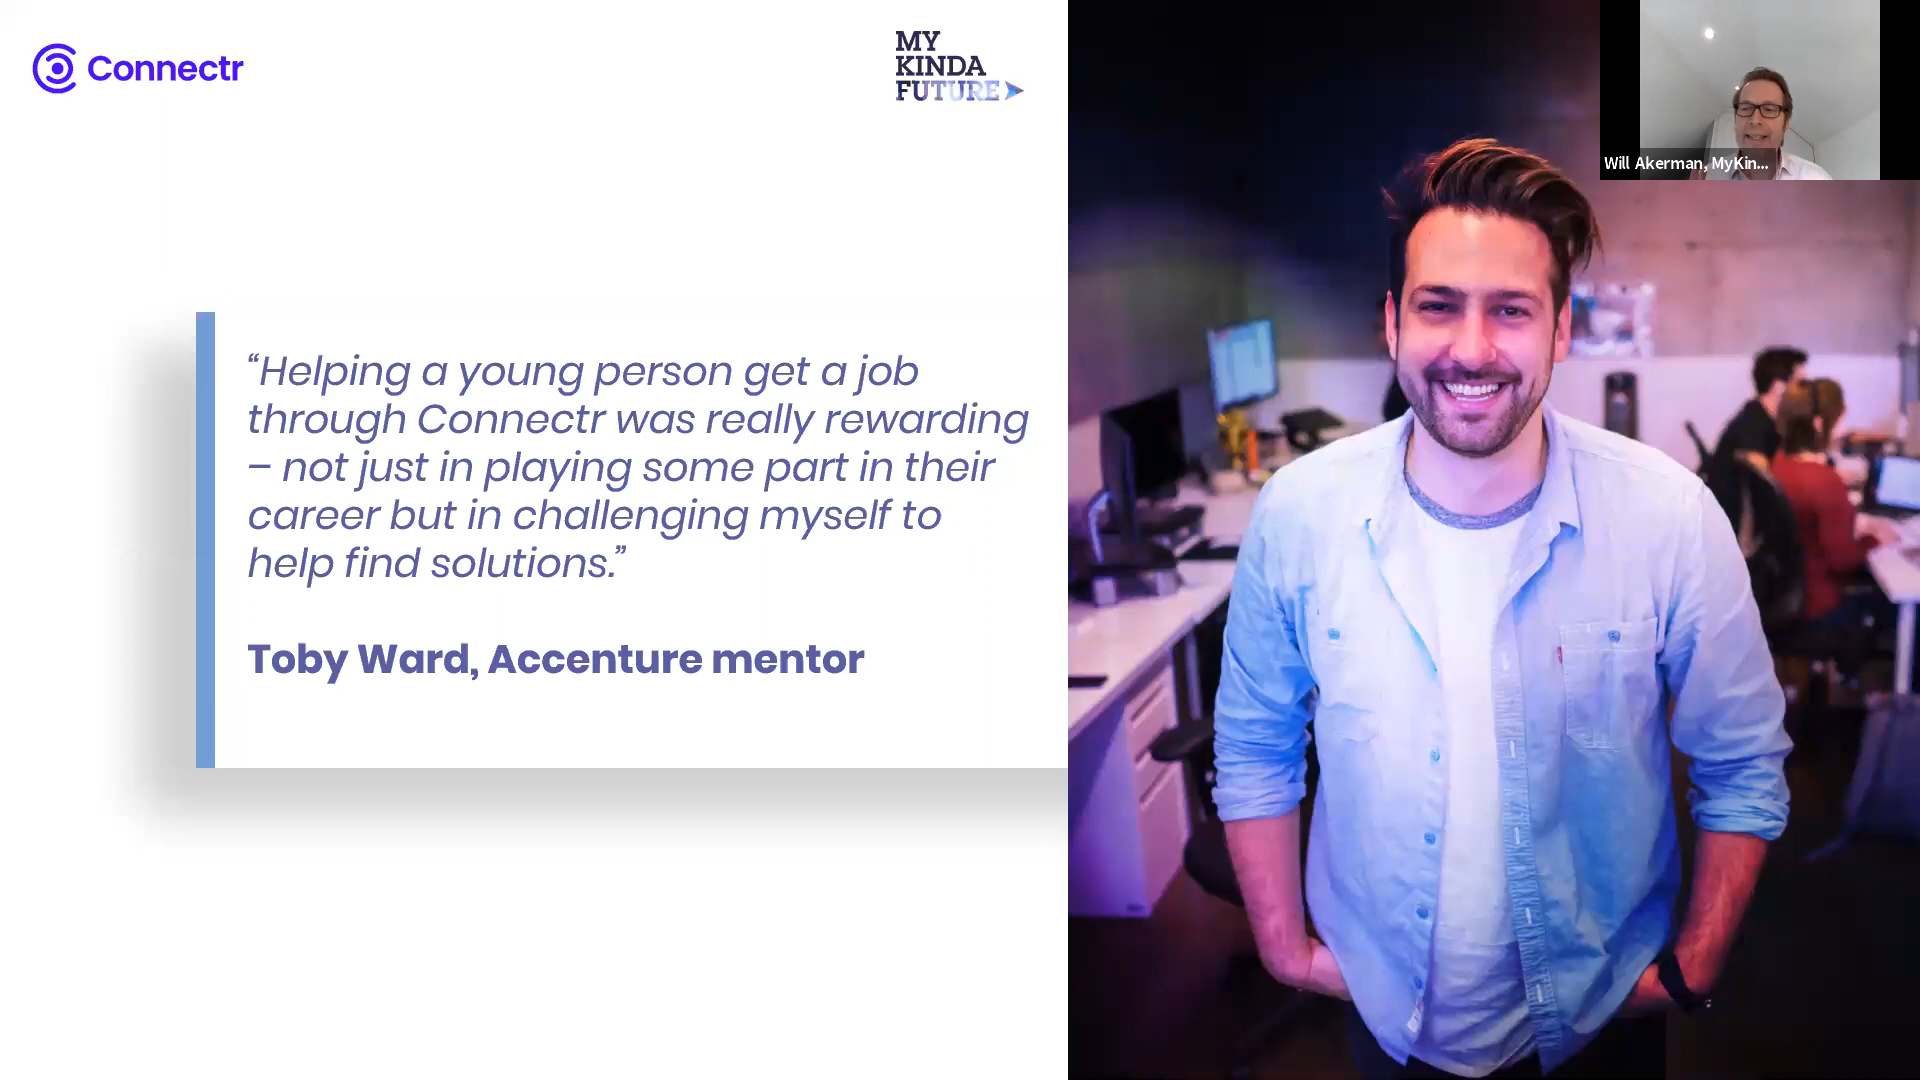 Connectr
MY
KINDA
FUTURE
Will Akerman, MyKin...
“Helping a young person get a job
through Connectr was really rewarding
– not just in playing some part in their
career but in challenging myself to
help find solutions.”
Toby Ward, Accenture mentor